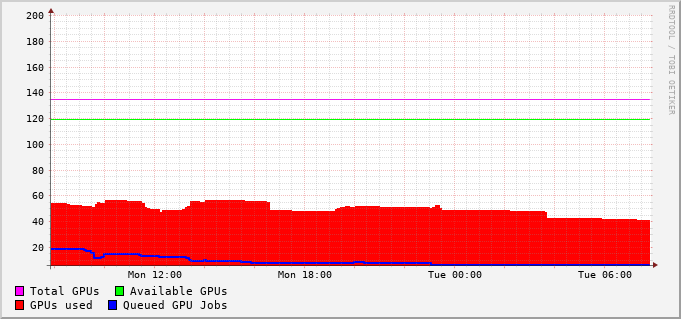 200
180
160
140
120
100
80
60
40
20
Mon 12:00 Mon 18:00 Tue 00:00 Tue 06:00
Total GPUs Available GPUs
GPUs used Queued GPU Jobs
RRDTOOL / TOBI OETIKER